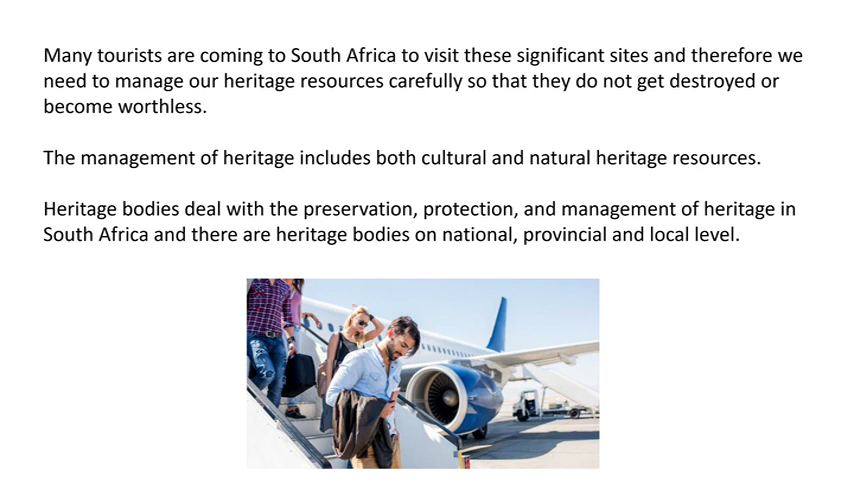 Many tourists are coming to South Africa to visit these significant sites and therefore we
need to manage our heritage resources carefully so that they do not get destroyed or
become worthless.
The management of heritage includes both cultural and natural heritage resources.
Heritage bodies deal with the preservation, protection, and management of heritage in
South Africa and there are heritage bodies on national, provincial and local level.